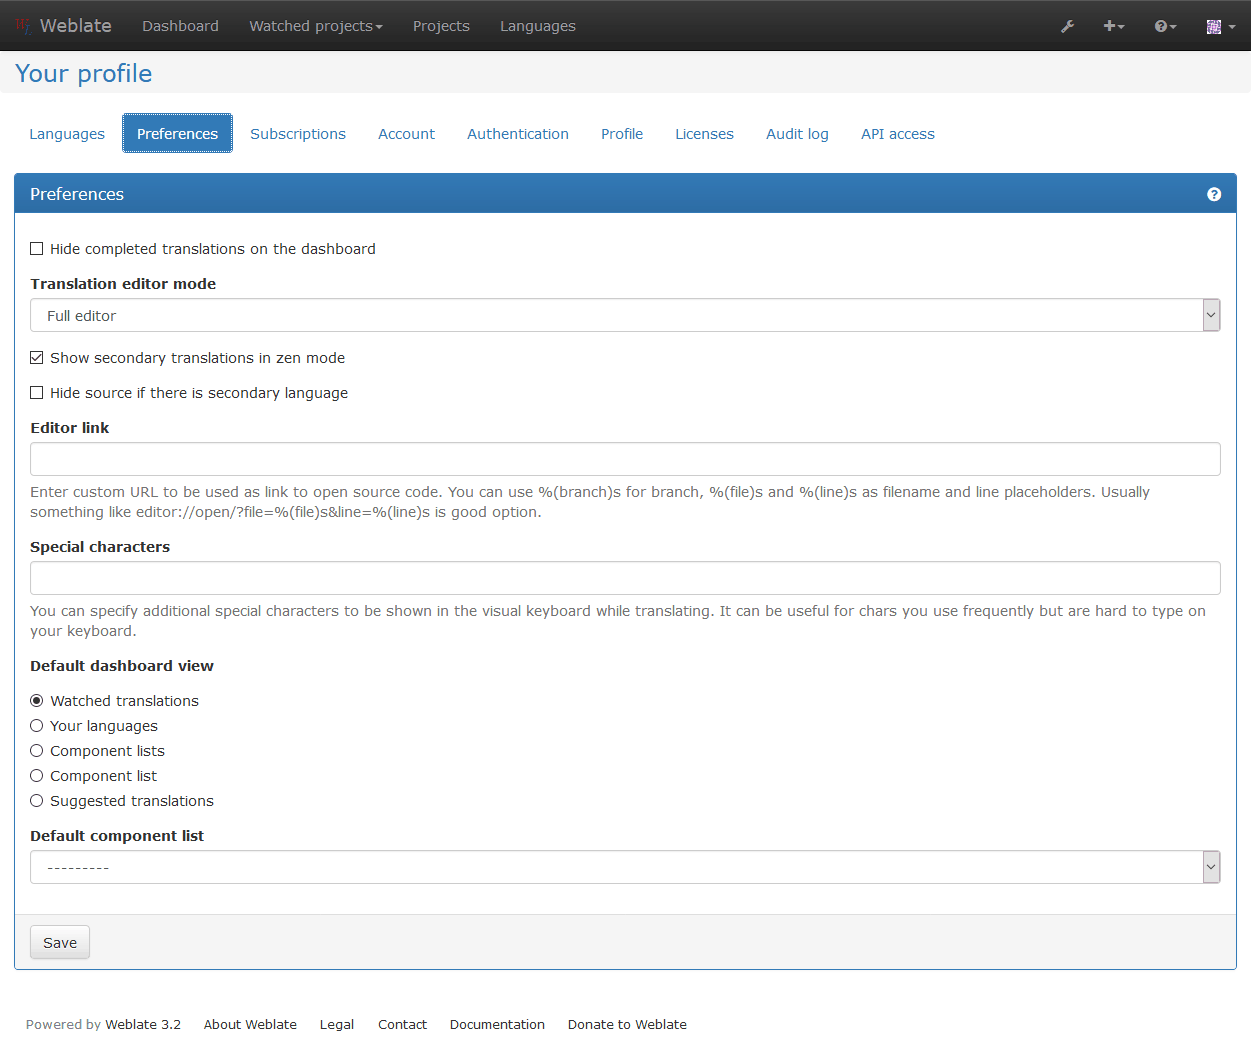 Weblate Dashboard Watched projects Projects Languages
Your profile
Languages Preferences Subscriptions Account Authentication Profile Licenses Audit log API access
Preferences
Hide completed translations on the dashboard
Translation editor mode
Full editor
Show secondary translations in zen mode
Hide source if there is secondary language
Editor link
Enter custom URL to be used as link to open source code. You can use %(branch)s for branch, %(file)s and %(line)s as filename and line placeholders. Usually
something like editor://open/?file=%(file)s&line=%(line)s is good option.
Special characters
You can specify additional special characters to be shown in the visual keyboard while translating. It can be useful for chars you use frequently but are hard to type on
your keyboard.
Default dashboard view
Watched translations
Your languages
Component lists
Component list
Suggested translations
Default component list
---------
Save
Powered by Weblate 3.2 About Weblate Legal Contact Documentation Donate to Weblate